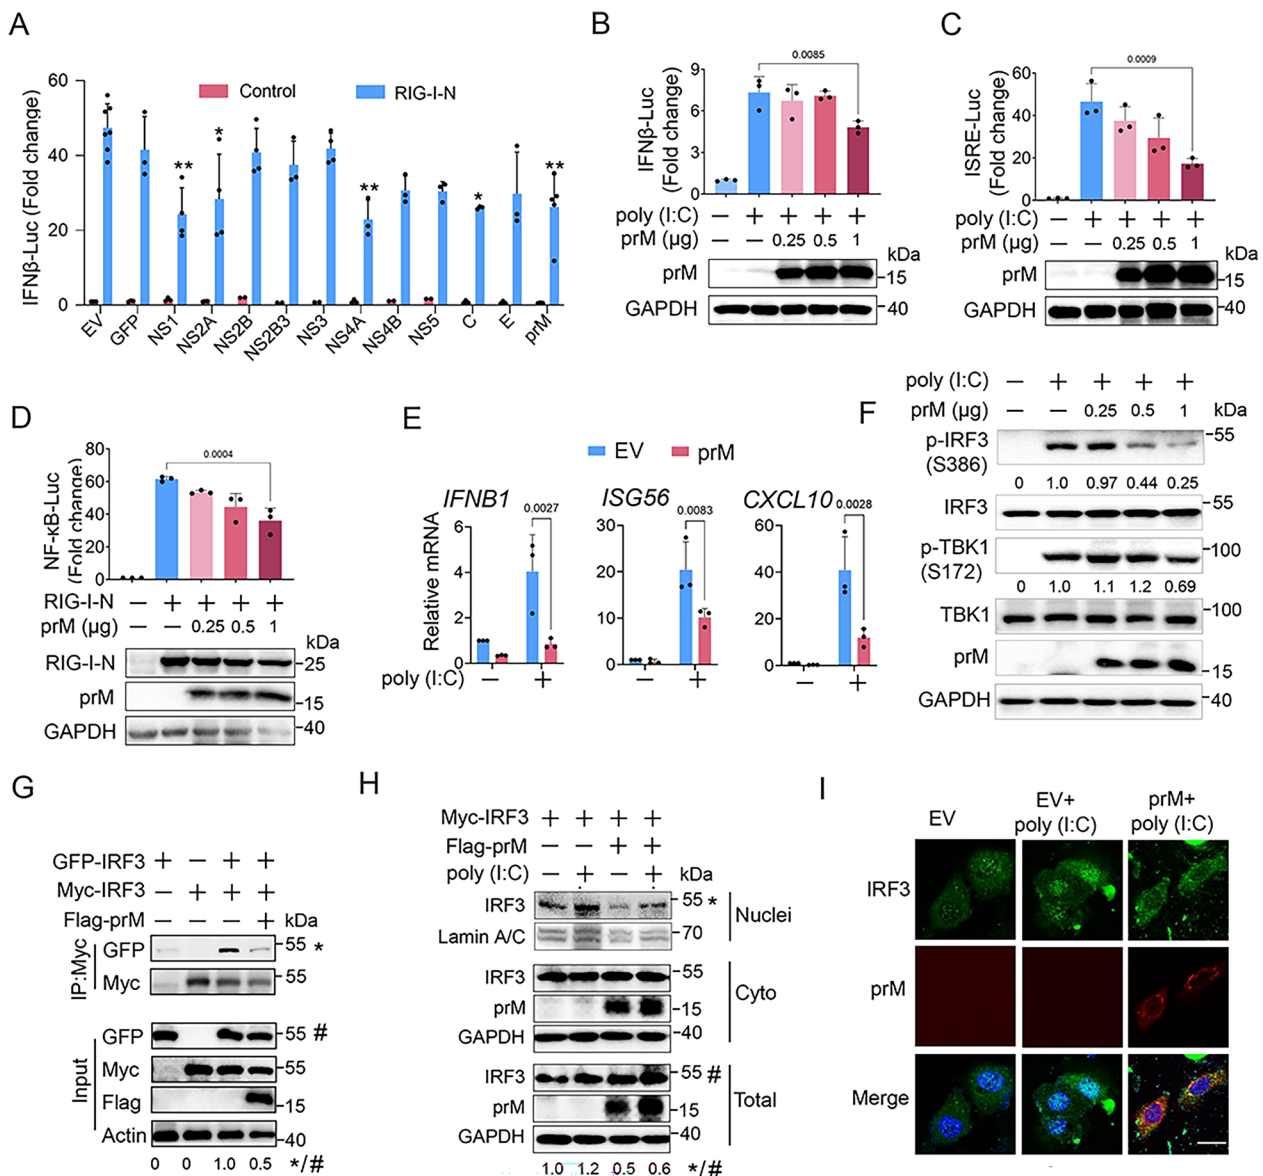 A
Control
RIG-I-N
IFNβ-Luc (Fold change)
60
40
20
0
** * ** * **
EV GFP NS1 NS2A NS2B NS2B3 NS3 NS4A NS4B NS5 C E prM
B
0.0085
IFNβ-Luc
(Fold change)
9
6
3
0
poly (I:C) — + + + +
prM (μg) — — 0.25 0.5 1
kDa
prM 15
GAPDH 40
C
0.0009
ISRE-Luc
(Fold change)
60
40
20
0
poly (I:C) — + + + +
prM (μg) — — 0.25 0.5 1
kDa
prM 15
GAPDH 40
D
0.0004
NF-κB-Luc
(Fold change)
80
60
40
20
0
RIG-I-N — + + + +
prM (μg) — — 0.25 0.5 1
kDa
RIG-I-N 25
prM 15
GAPDH 40
E
EV
prM
Relative mRNA
IFNB1
0.0027
6
4
2
0
ISG56
0.0083
30
20
10
0
CXCL10
0.0028
60
40
20
0
poly (I:C) — + — + — +
F
poly (I:C) — + + + +
prM (μg) — — 0.25 0.5 1 kDa
p-IRF3
(S386)
55
0 1.0 0.97 0.44 0.25
IRF3 55
p-TBK1
(S172)
100
0 1.0 1.1 1.2 0.69
TBK1 100
prM 15
GAPDH 40
G
GFP-IRF3 + — + +
Myc-IRF3 — + + +
Flag-prM — — — + kDa
IP:Myc
GFP 55 *
Myc 55
Input
GFP 55 #
Myc 55
Flag 15
Actin 40
0 0 1.0 0.5 */#
H
Myc-IRF3 + + + +
Flag-prM — — + +
poly (I:C) — + — + kDa
IRF3 55 *
Lamin A/C 70
Nuclei
IRF3 55
prM 15
GAPDH 40
Cyto
IRF3 55 #
prM 15
GAPDH 40
Total
1.0 1.2 0.5 0.6 */#
I
EV
EV+
poly (I:C)
prM+
poly (I:C)
IRF3
prM
Merge